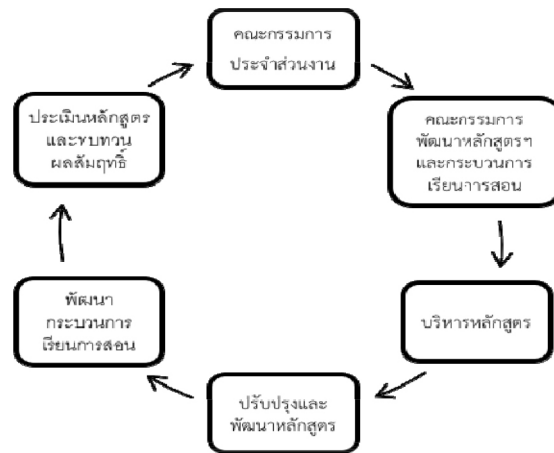 คณะกรรมการ
ประจำส่วนงาน
คณะกรรมการ
พัฒนาหลักสูตรฯ
และกระบวนการ
เรียนการสอน
บริหารหลักสูตร
ปรับปรุงและ
พัฒนาหลักสูตร
พัฒนา
กระบวนการ
เรียนการสอน
ประเมินหลักสูตร
และทบทวน
ผลสัมฤทธิ์